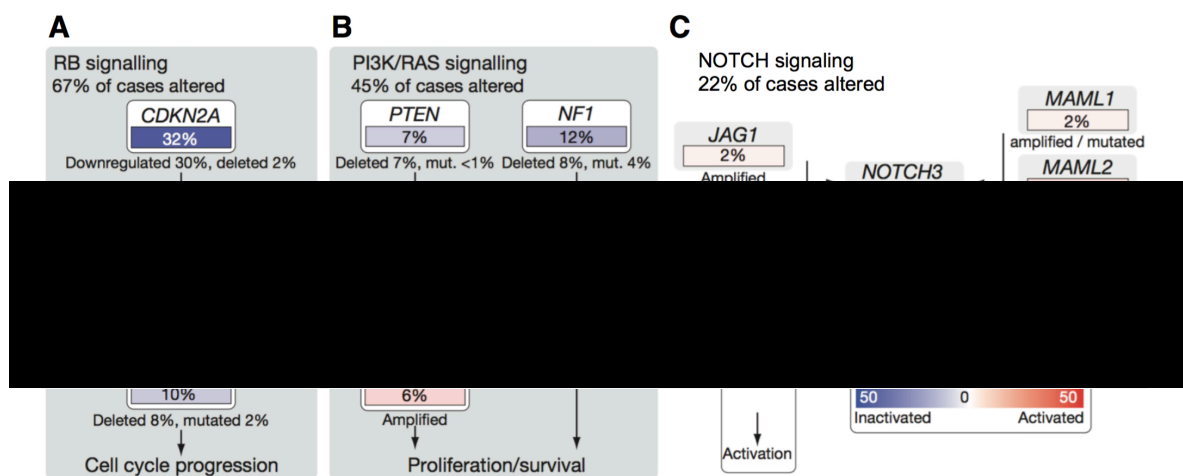 A
RB signalling
67% of cases altered
CDKN2A
32%
Downregulated 30%, deleted 2%
10%
Deleted 8%, mutated 2%
Cell cycle progression
B
PI3K/RAS signalling
45% of cases altered
PTEN
7%
Deleted 7%, mut. <1%
NF1
12%
Deleted 8%, mut. 4%
6%
Amplified
Proliferation/survival
C
NOTCH signaling
22% of cases altered
JAG1
2%
Amplified
NOTCH3
MAML1
2%
amplified / mutated
MAML2
Activation
50 0 50
Inactivated Activated